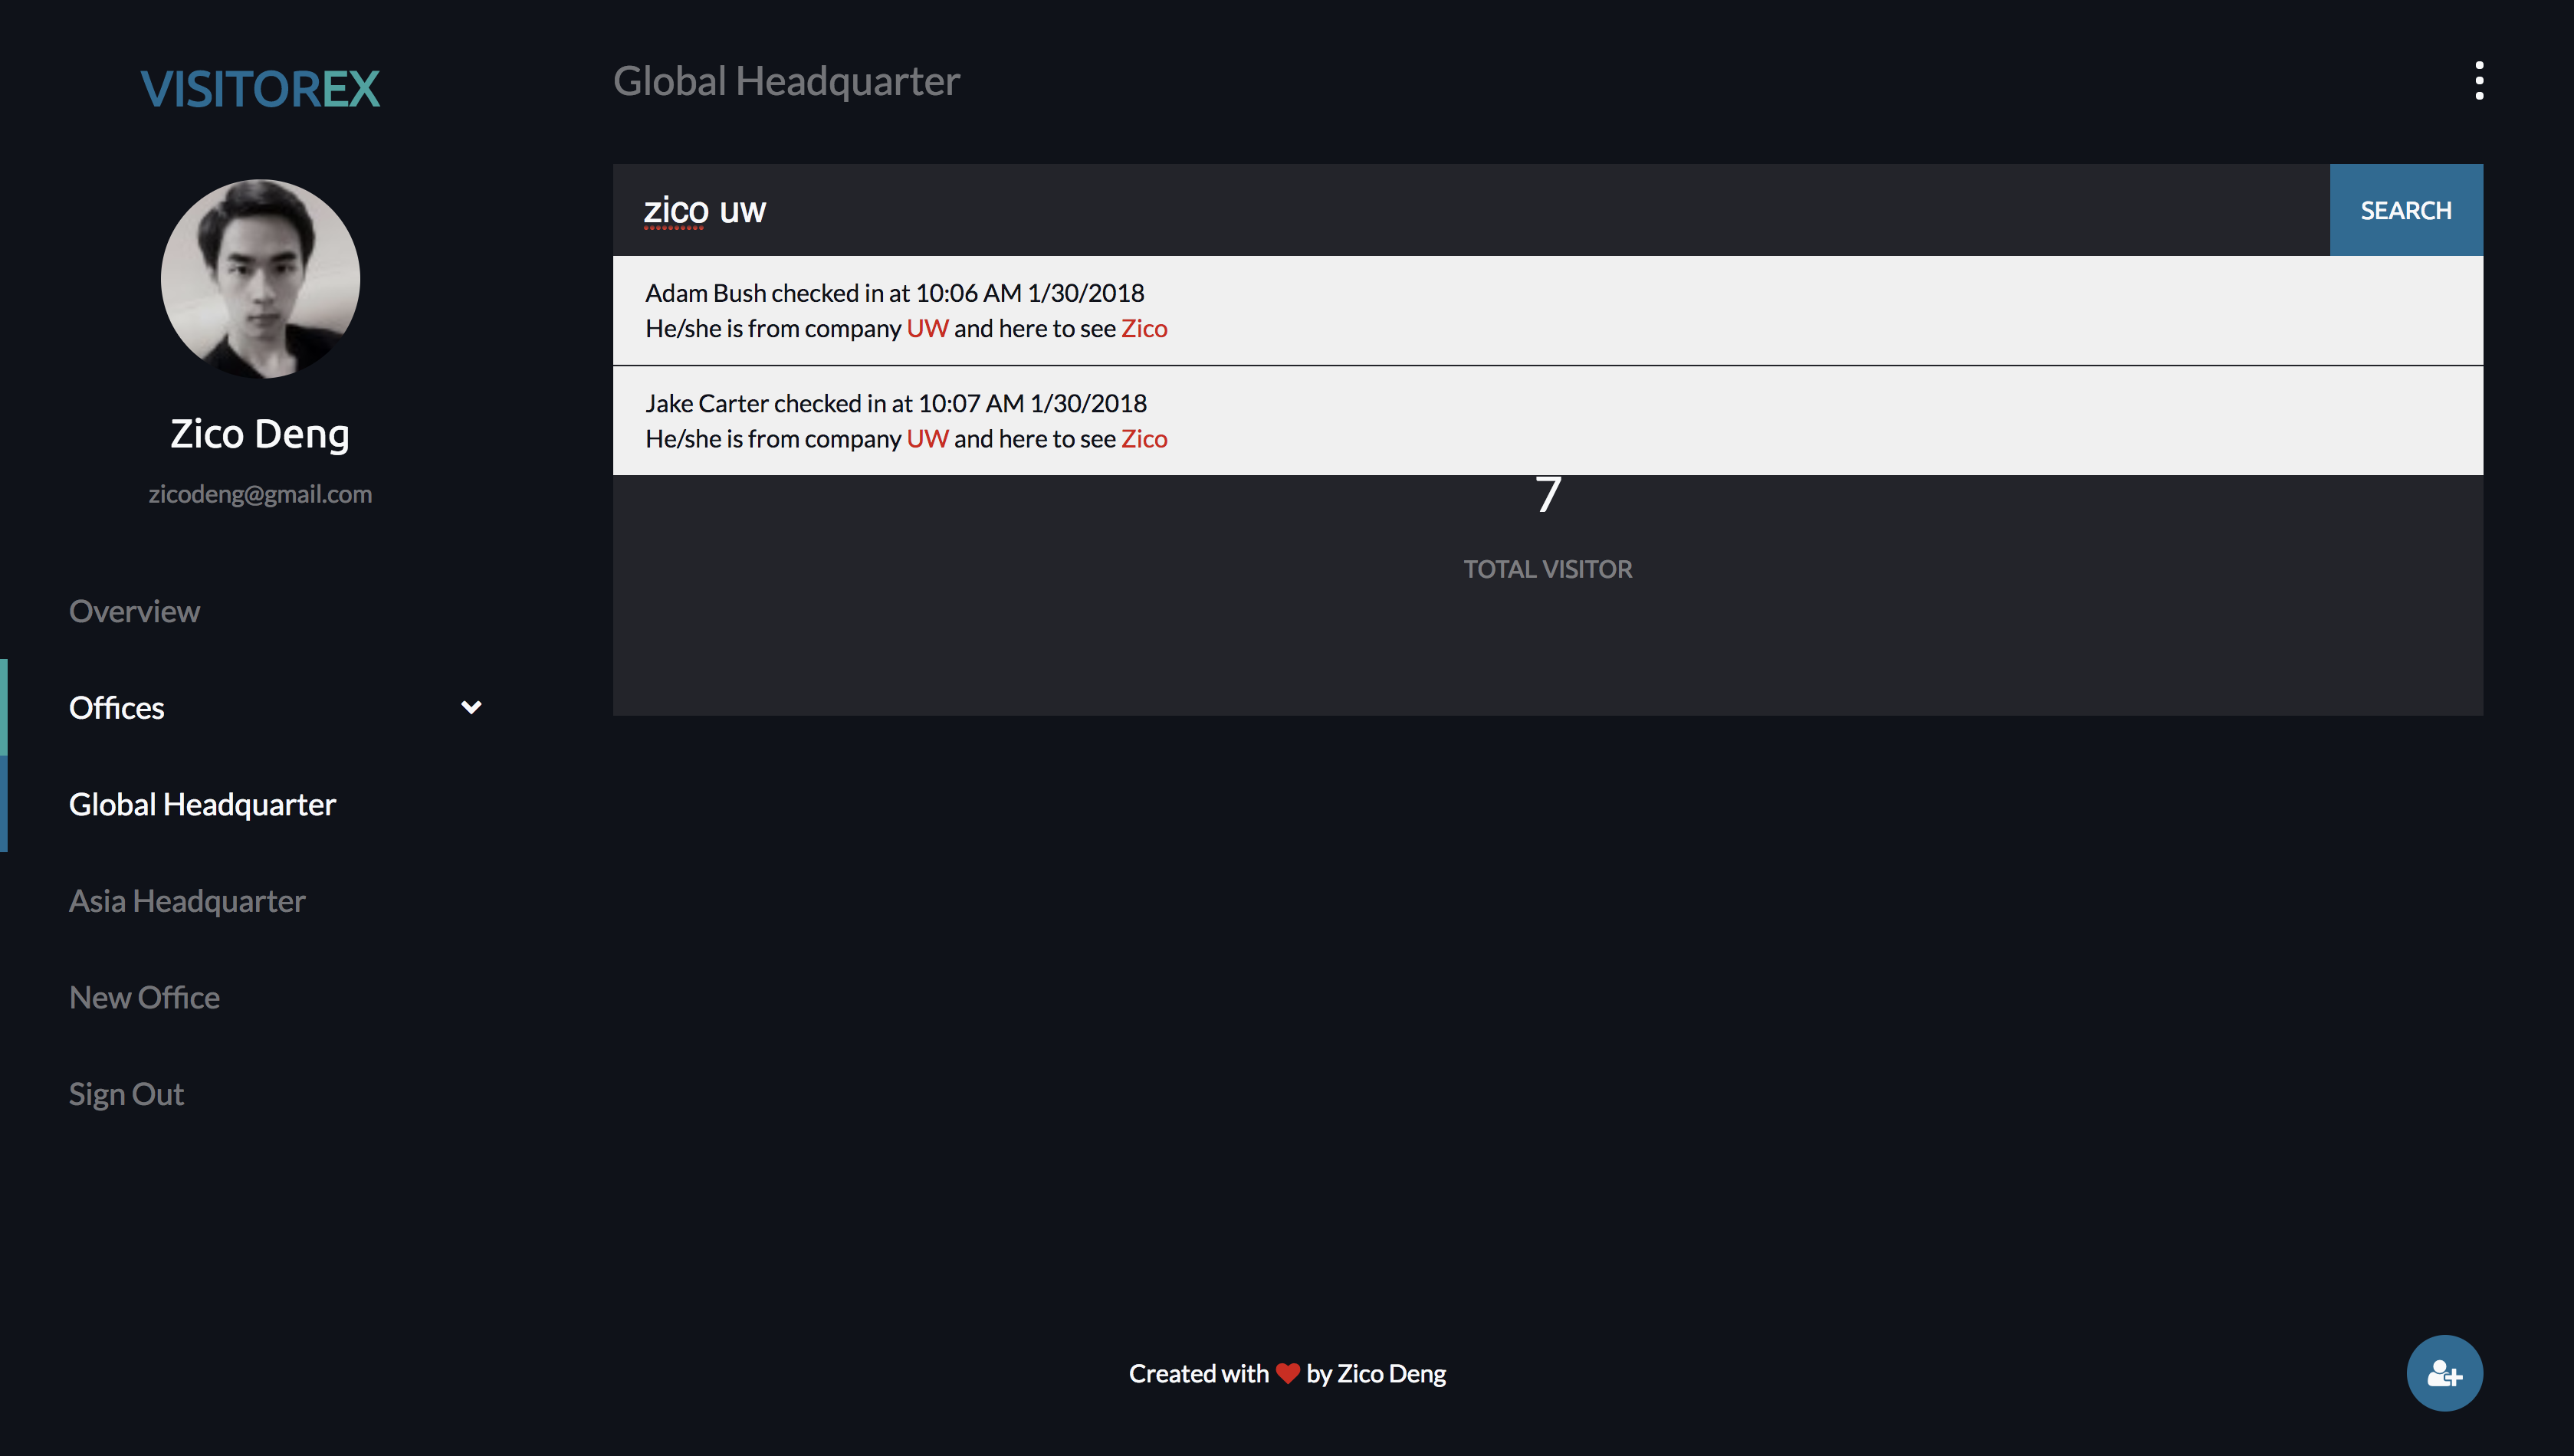 VISITOREX
Zico Deng
zicodeng@gmail.com
Overview
Offices
Global Headquarter
Asia Headquarter
New Office
Sign Out
Global Headquarter
zico uw
SEARCH
Adam Bush checked in at 10:06 AM 1/30/2018
He/she is from company UW and here to see Zico
Jake Carter checked in at 10:07 AM 1/30/2018
He/she is from company UW and here to see Zico
7
TOTAL VISITOR
Created with ❤ by Zico Deng